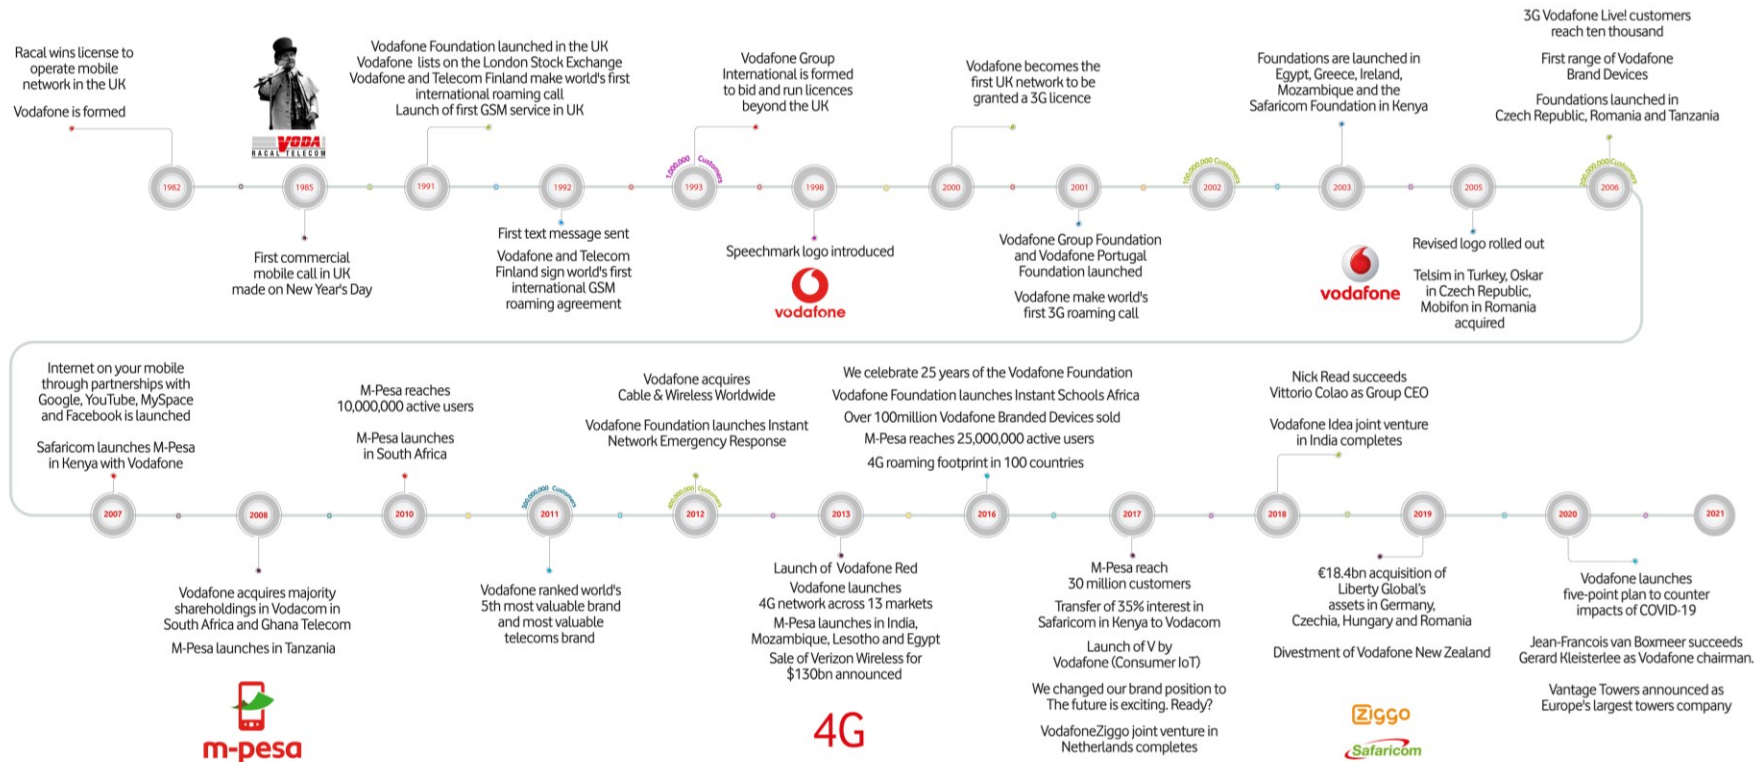 Racal wins license to
operate mobile
network in the UK
Vodafone is formed
1982
VODA
RACAL TELECOM
1985
First commercial
mobile call in UK
made on New Year's Day
Vodafone Foundation launched in the UK
Vodafone lists on the London Stock Exchange
Vodafone and Telecom Finland make world's first
international roaming call
Launch of first GSM service in UK
1991
1992
First text message sent
Vodafone and Telecom
Finland sign world's first
international GSM
roaming agreement
Vodafone Group
International is formed
to bid and run licences
beyond the UK
1,000,000 Customers
1993
1998
Speechmark logo introduced
vodafone
Vodafone becomes the
first UK network to be
granted a 3G licence
2000
2001
Vodafone Group Foundation
and Vodafone Portugal
Foundation launched
Vodafone make world's
first 3G roaming call
100,000,000 Customers
2002
Foundations are launched in
Egypt, Greece, Ireland,
Mozambique and the
Safaricom Foundation in Kenya
2003
vodafone
2005
Revised logo rolled out
Telsim in Turkey, Oskar
in Czech Republic,
Mobifon in Romania
acquired
3G Vodafone Live! customers
reach ten thousand
First range of Vodafone
Brand Devices
Foundations launched in
Czech Republic, Romania and Tanzania
200,000,000 Customers
2006
Internet on your mobile
through partnerships with
Google, YouTube, MySpace
and Facebook is launched
Safaricom launches M-Pesa
in Kenya with Vodafone
2007
2008
Vodafone acquires majority
shareholdings in Vodacom in
South Africa and Ghana Telecom
M-Pesa launches in Tanzania
m-pesa
M-Pesa reaches
10,000,000 active users
M-Pesa launches
in South Africa
2010
300,000,000 Customers
2011
Vodafone ranked world's
5th most valuable brand
and most valuable
telecoms brand
Vodafone acquires
Cable & Wireless Worldwide
Vodafone Foundation launches Instant
Network Emergency Response
400,000,000 Customers
2012
2013
Launch of Vodafone Red
Vodafone launches
4G network across 13 markets
M-Pesa launches in India,
Mozambique, Lesotho and Egypt
Sale of Verizon Wireless for
$130bn announced
4G
We celebrate 25 years of the Vodafone Foundation
Vodafone Foundation launches Instant Schools Africa
Over 100million Vodafone Branded Devices sold
M-Pesa reaches 25,000,000 active users
4G roaming footprint in 100 countries
2016
2017
M-Pesa reach
30 million customers
Transfer of 35% interest in
Safaricom in Kenya to Vodacom
Launch of V by
Vodafone (Consumer IoT)
We changed our brand position to
The future is exciting. Ready?
VodafoneZiggo joint venture in
Netherlands completes
Nick Read succeeds
Vittorio Colao as Group CEO
Vodafone Idea joint venture
in India completes
2018
2019
€18.4bn acquisition of
Liberty Global's
assets in Germany,
Czechia, Hungary and Romania
Divestment of Vodafone New Zealand
Ziggo
Safaricom
2020
Vodafone launches
five-point plan to counter
impacts of COVID-19
Jean-Francois van Boxmeer succeeds
Gerard Kleisterlee as Vodafone chairman.
Vantage Towers announced as
Europe's largest towers company
2021